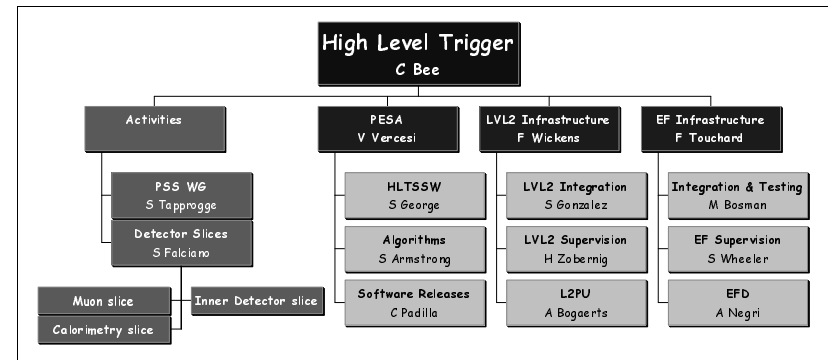 High Level Trigger
C Bee
Activities
PESA
V Vercesi
LVL2 Infrastructure
F Wickens
EF Infrastructure
F Touchard
PSS WG
S Tapprogge
HLTSSW
S George
LVL2 Integration
S Gonzalez
Integration & Testing
M Bosman
Detector Slices
S Falciano
Algorithms
S Armstrong
LVL2 Supervision
H Zobernig
EF Supervision
S Wheeler
Muon slice
Inner Detector slice
Calorimetry slice
Software Releases
C Padilla
L2PU
A Bogaerts
EFD
A Negri